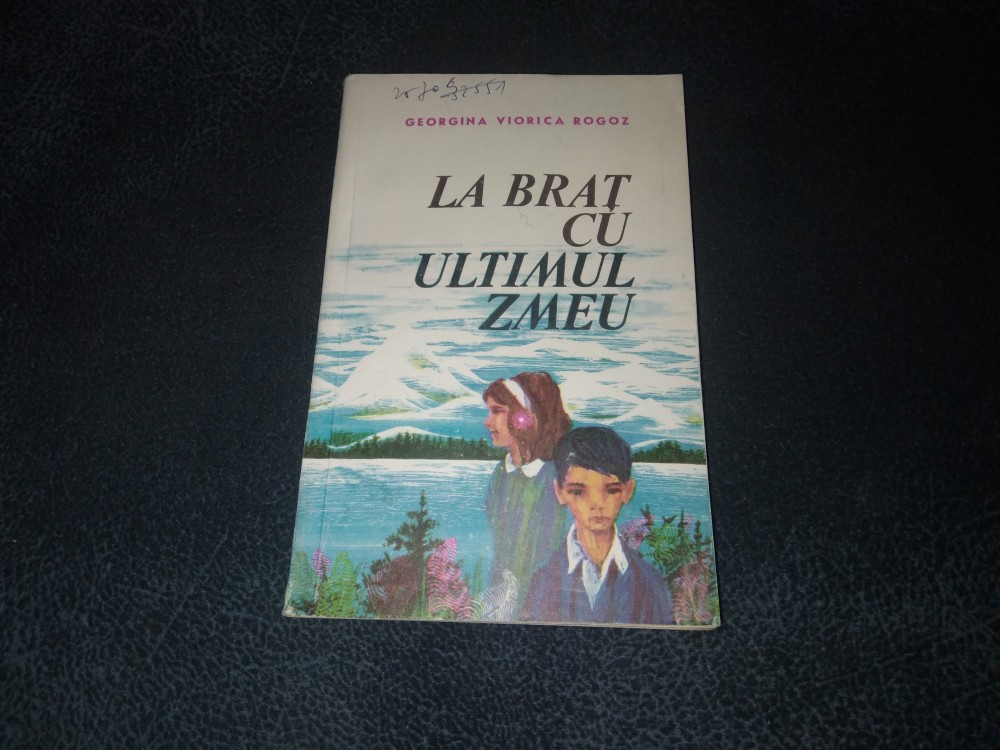 GEORGINA VIORICA ROGOZ
LA BRAȚ
CU
ULTIMUL
ZMEU